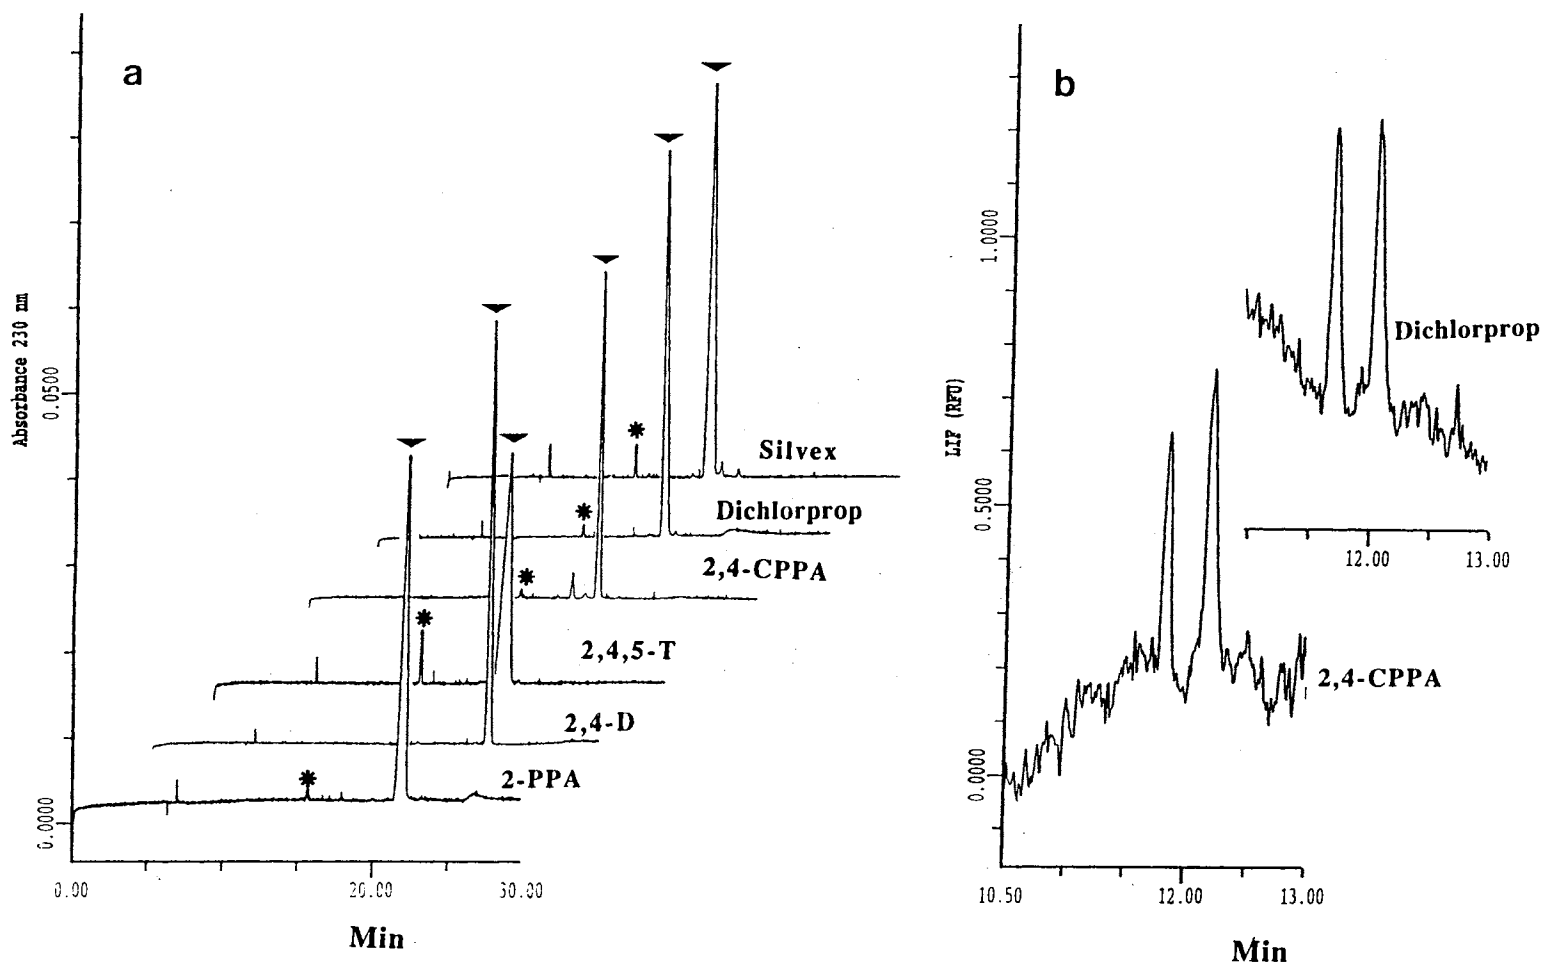 a
Absorbance 230 nm
0.0500
0.0000
Silvex
Dichlorprop
2,4-CPPA
2,4,5-T
2,4-D
2-PPA
0.00
20.00
30.00
Min
b
LIF (RFU)
1.0000
0.5000
0.0000
Dichlorprop
12.00
13.00
2,4-CPPA
10.50
12.00
13.00
Min